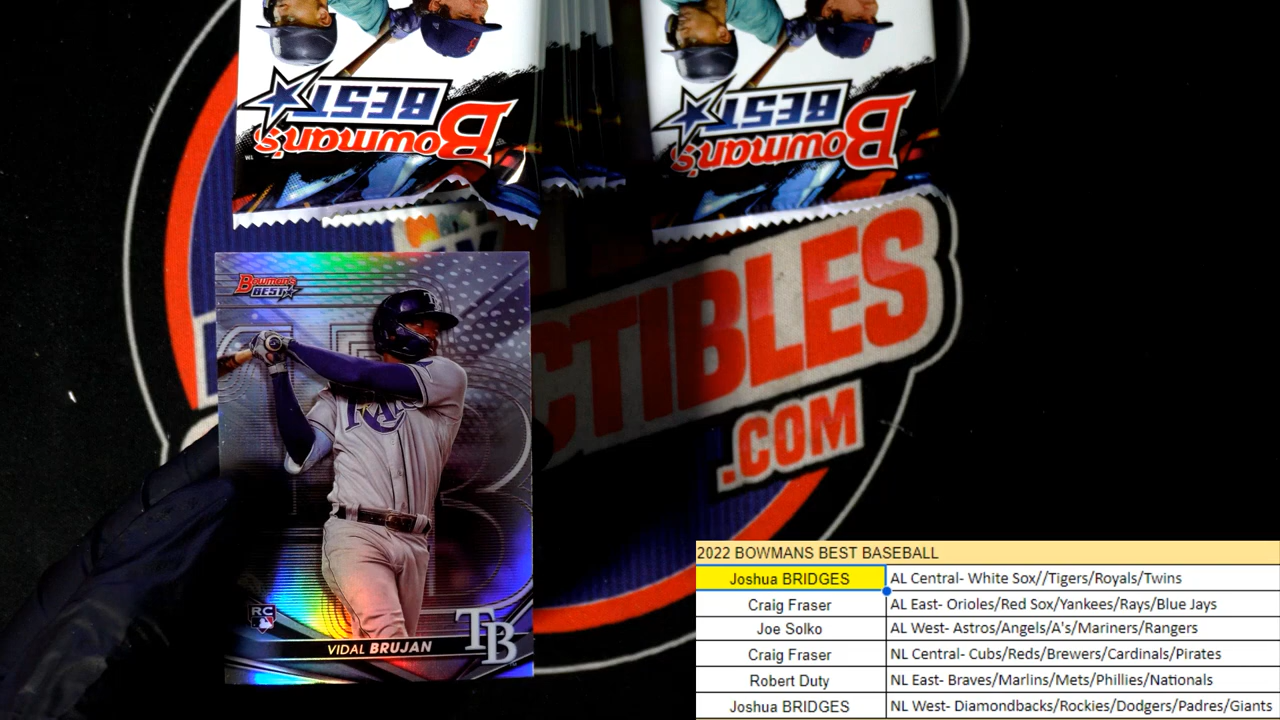 BEST
Bowman's
BEST
Bowman's
CTIBLES
.COM
Bowman's
BEST
TB
RAYS
RC
VIDAL BRUJAN
TB
2022 BOWMANS BEST BASEBALL
Joshua BRIDGES AL Central- White Sox//Tigers/Royals/Twins
Craig Fraser AL East- Orioles/Red Sox/Yankees/Rays/Blue Jays
Joe Solko AL West- Astros/Angels/A's/Mariners/Rangers
Craig Fraser NL Central- Cubs/Reds/Brewers/Cardinals/Pirates
Robert Duty NL East- Braves/Marlins/Mets/Phillies/Nationals
Joshua BRIDGES NL West- Diamondbacks/Rockies/Dodgers/Padres/Giants